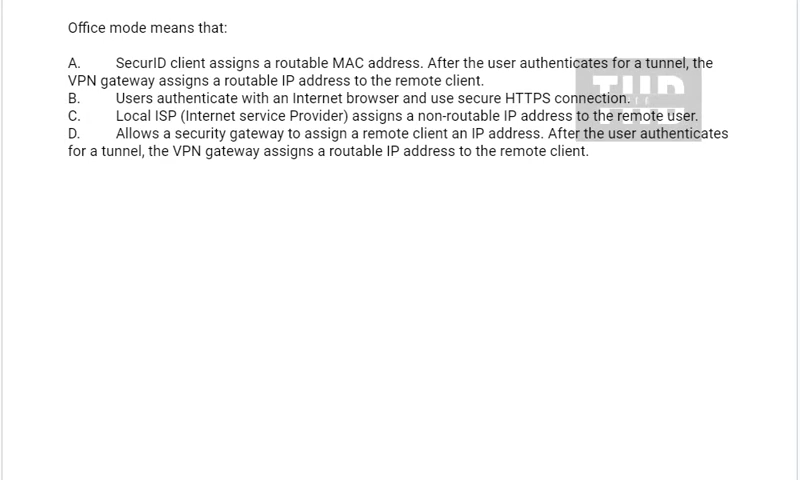 Office mode means that:
A. SecurID client assigns a routable MAC address. After the user authenticates for a tunnel, the
VPN gateway assigns a routable IP address to the remote client.
B. Users authenticate with an Internet browser and use secure HTTPS connection.
C. Local ISP (Internet service Provider) assigns a non-routable IP address to the remote user.
D. Allows a security gateway to assign a remote client an IP address. After the user authenticates
for a tunnel, the VPN gateway assigns a routable IP address to the remote client.